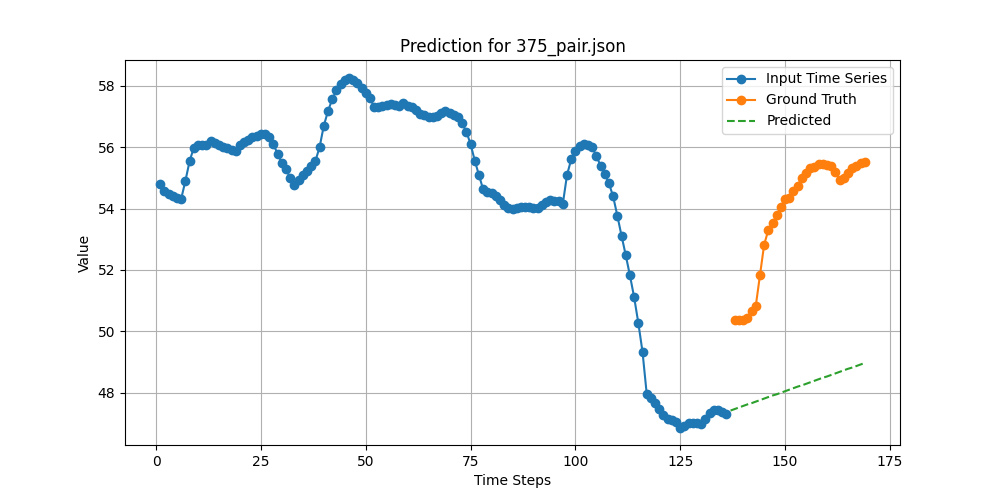 Prediction for 375_pair.json
Input Time Series
Ground Truth
Predicted
Value
58
56
54
52
50
48
0 25 50 75 100 125 150 175
Time Steps